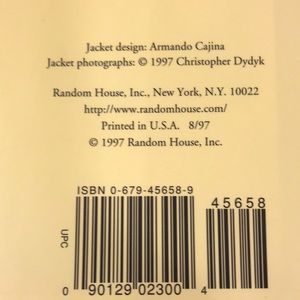 Jacket design: Armando Cajina
Jacket photographs: © 1997 Christopher Dydyk
Random House, Inc., New York, N.Y. 10022
http://www.randomhouse.com/
Printed in U.S.A. 8/97
© 1997 Random House, Inc.
ISBN 0-679-45658-9
45658
UPC
0 90129 02300 4